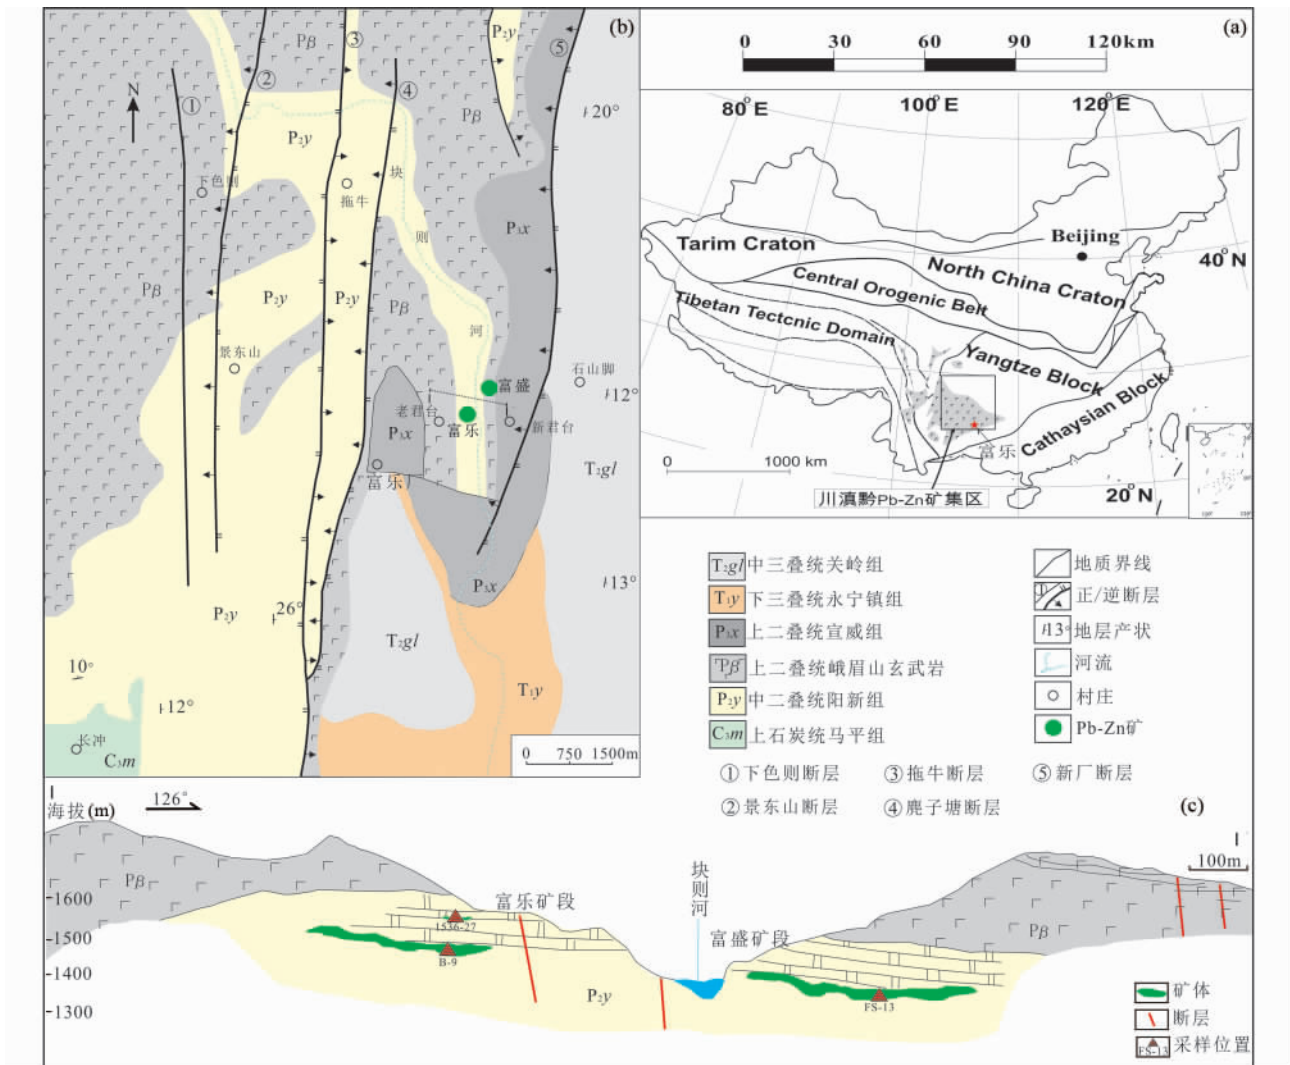 (b)
Pβ
③
P₂y
⑤
②
①
④
N
P₂y
Pβ
20°
下色则
拖牛
块
则
河
P₃x
Pβ
P₂y
P₂y
Pβ
景东山
石山脚
富盛
12°
老君台
富乐
新君台
P₃x
富乐
T₂gl
13°
P₃x
P₂y
26°
T₂gl
T₁y
10°
12°
长冲
C₃m
0 750 1500m
(a)
0 30 60 90 120km
80°E 100°E 120°E
Beijing
Tarim Craton
North China Craton
40°N
Central Orogenic Belt
Tibetan Tectcnic Domain
Yangtze Block
Cathaysian Block
富乐
0 1000 km
20°N
川滇黔Pb-Zn矿集区
T₂gl 中三叠统关岭组
T₁y 下三叠统永宁镇组
P₃x 上二叠统宣威组
Pβ 上二叠统峨眉山玄武岩
P₂y 中二叠统阳新组
C₃m 上石炭统马平组
地质界线
① 正/逆断层
13° 地层产状
河流
村庄
Pb-Zn矿
①下色则断层 ③拖牛断层 ⑤新厂断层
②景东山断层 ④麂子塘断层
(c)
I
海拔(m)
126°
I
100m
Pβ
1600
1500
1400
1300
富乐矿段
1536-27
B-9
P₂y
块则河
富盛矿段
FS-13
Pβ
矿体
断层
FS-13 采样位置